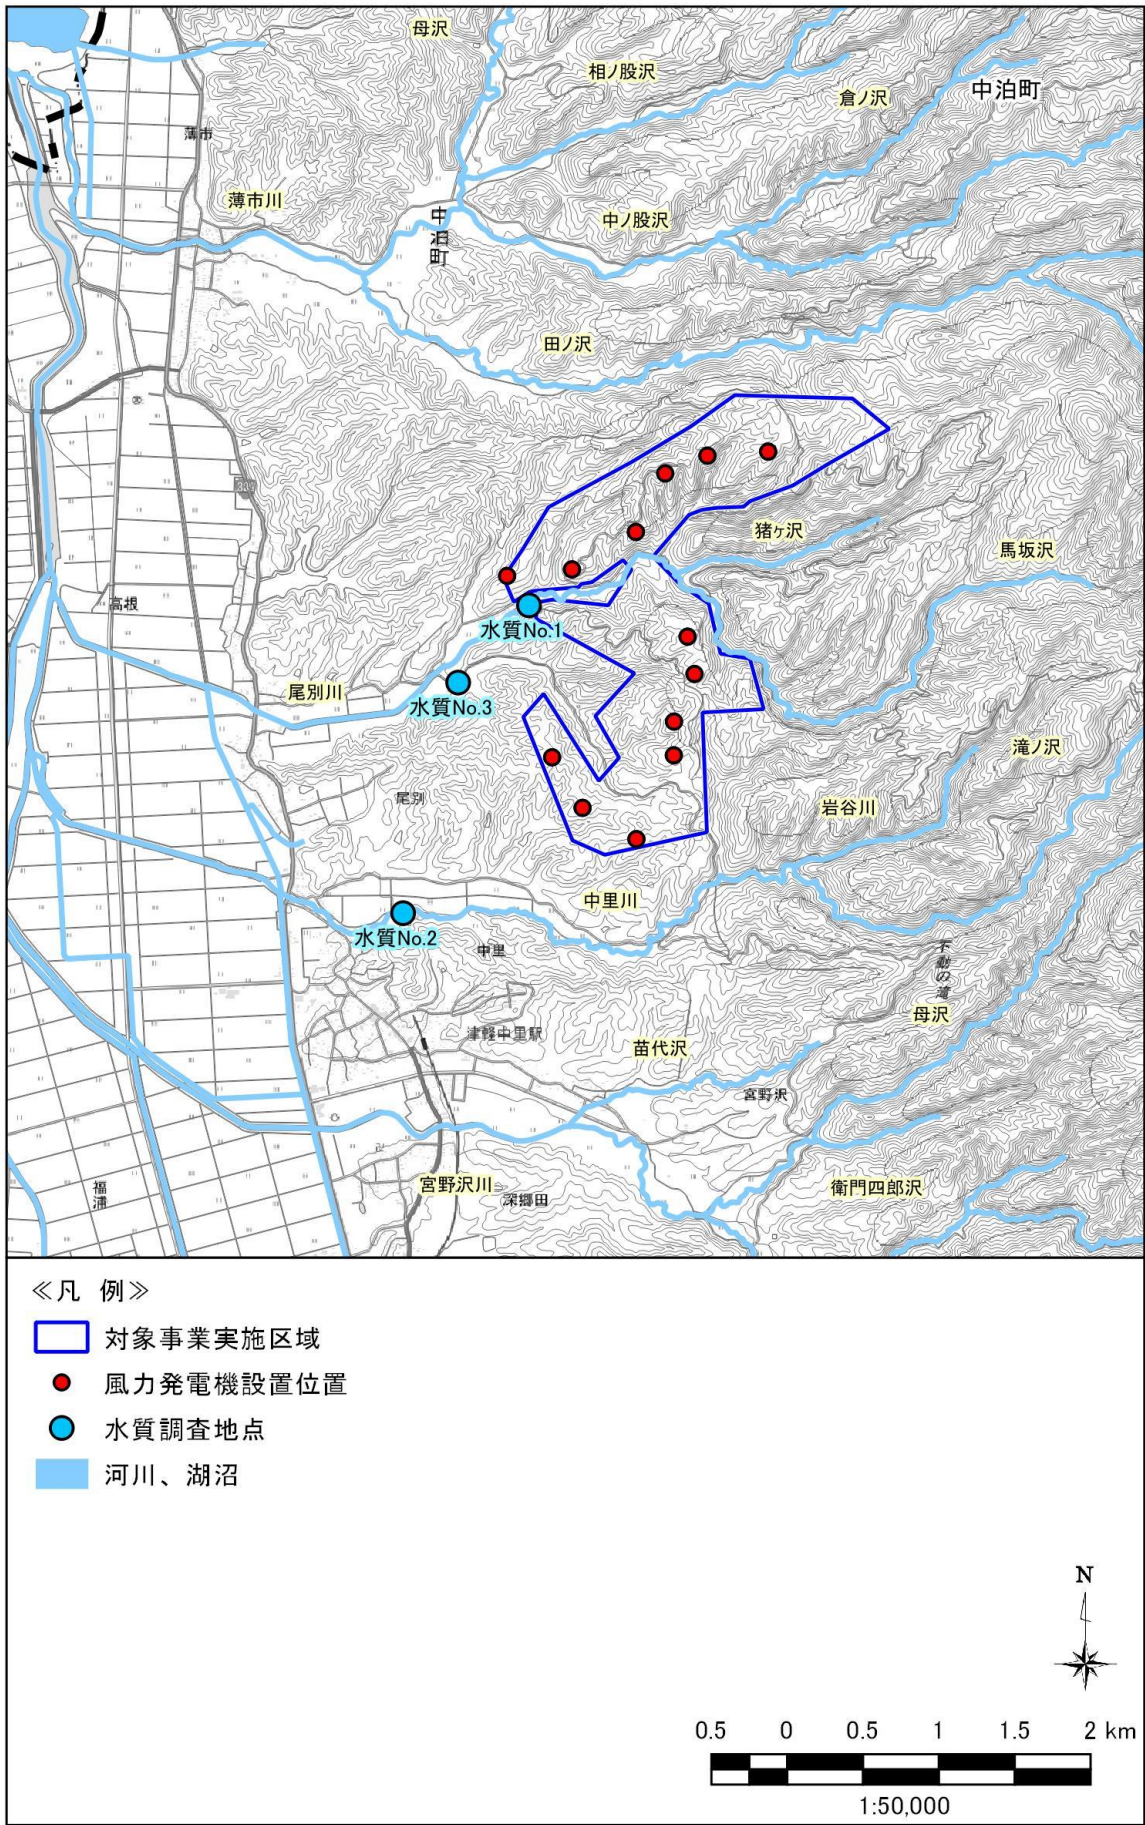 母沢
相ノ股沢
倉ノ沢
中泊町
薄市
薄市川
中泊町
中ノ股沢
田ノ沢
猪ヶ沢
馬坂沢
高根
水質No.1
尾別川
水質No.3
滝ノ沢
尾別
岩谷川
中里川
水質No.2
中里
不動の滝
母沢
津軽中里駅
苗代沢
宮野沢
福浦
宮野沢川
深郷田
衛門四郎沢
≪凡 例≫
対象事業実施区域
風力発電機設置位置
水質調査地点
河川、湖沼
N
0.5 0 0.5 1 1.5 2 km
1:50,000